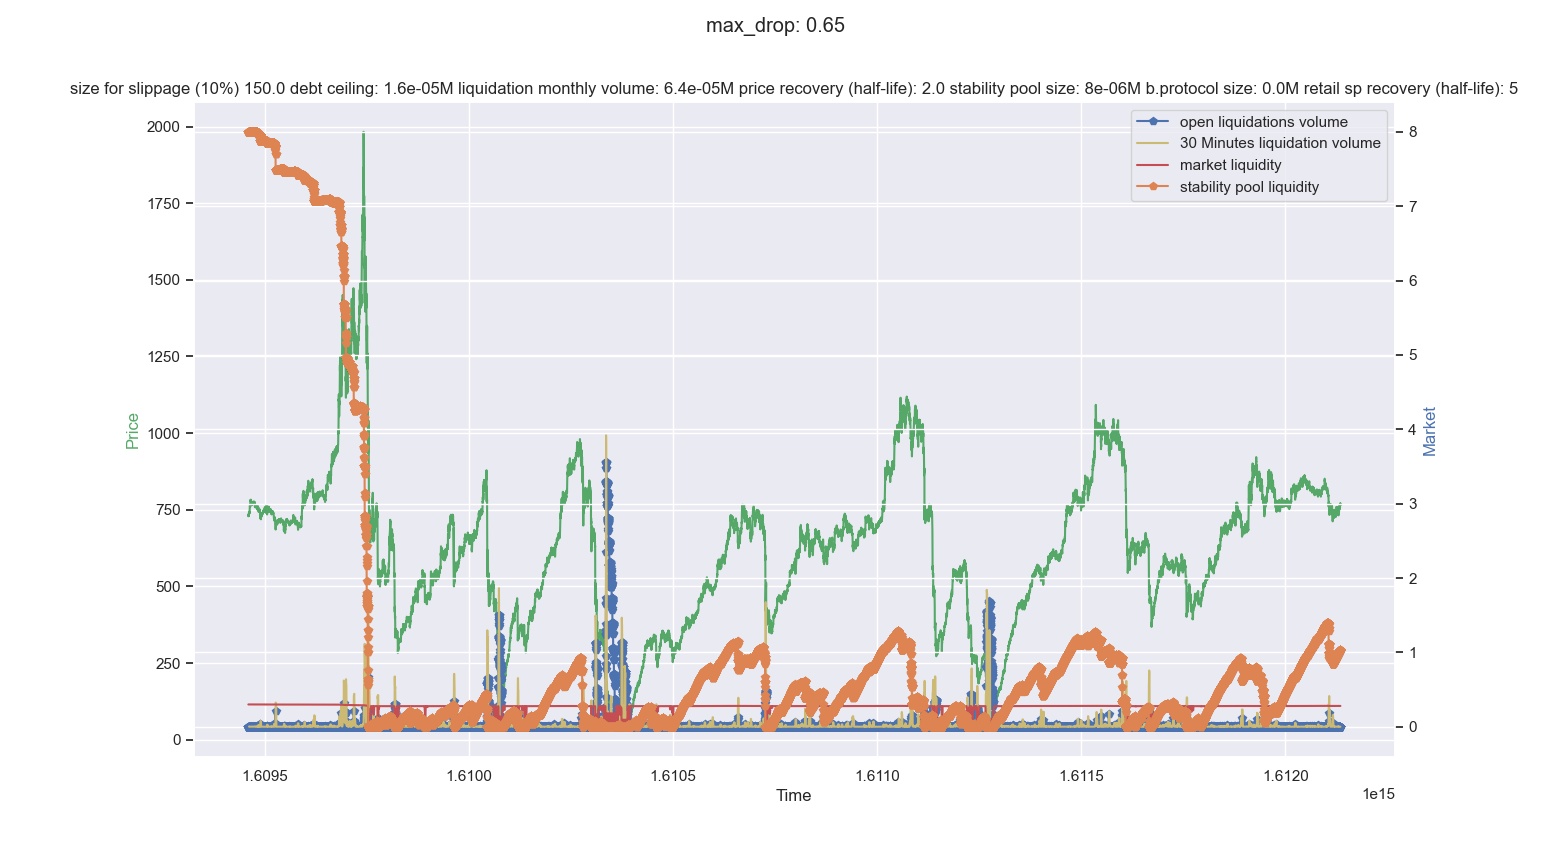 max_drop: 0.65
size for slippage (10%) 150.0 debt ceiling: 1.6e-05M liquidation monthly volume: 6.4e-05M price recovery (half-life): 2.0 stability pool size: 8e-06M b.protocol size: 0.0M retail sp recovery (half-life): 5
open liquidations volume
30 Minutes liquidation volume
market liquidity
stability pool liquidity
2000
1750
1500
1250
1000
750
500
250
0
Price
8
7
6
5
4
3
2
1
0
Market
1.6095 1.6100 1.6105 1.6110 1.6115 1.6120
1e15
Time